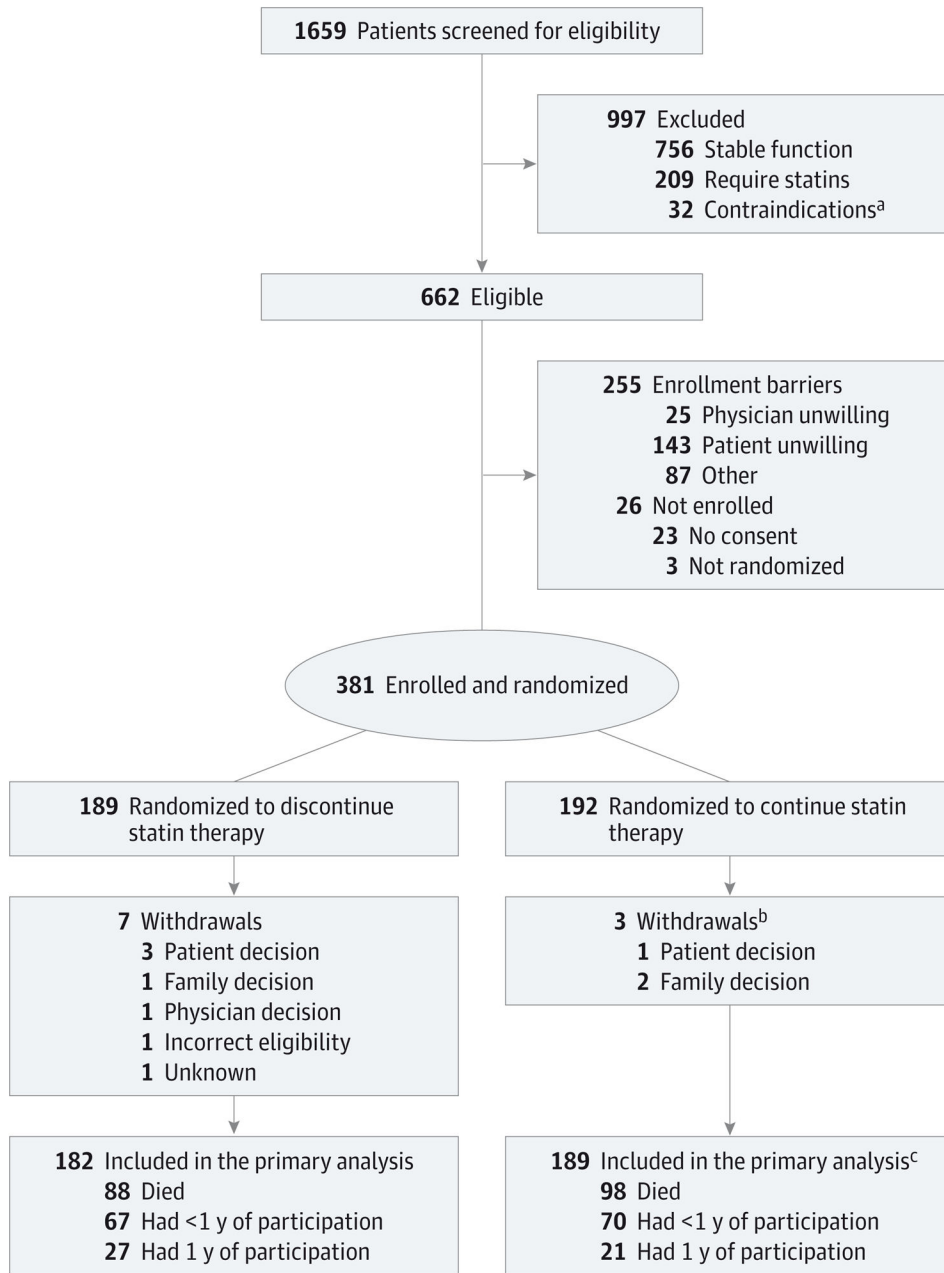 1659 Patients screened for eligibility
997 Excluded
756 Stable function
209 Require statins
32 Contraindicationsᵃ
662 Eligible
255 Enrollment barriers
25 Physician unwilling
143 Patient unwilling
87 Other
26 Not enrolled
23 No consent
3 Not randomized
381 Enrolled and randomized
189 Randomized to discontinue
statin therapy
192 Randomized to continue statin
therapy
7 Withdrawals
3 Patient decision
1 Family decision
1 Physician decision
1 Incorrect eligibility
1 Unknown
3 Withdrawalsᵇ
1 Patient decision
2 Family decision
182 Included in the primary analysis
88 Died
67 Had <1 y of participation
27 Had 1 y of participation
189 Included in the primary analysisᶜ
98 Died
70 Had <1 y of participation
21 Had 1 y of participation